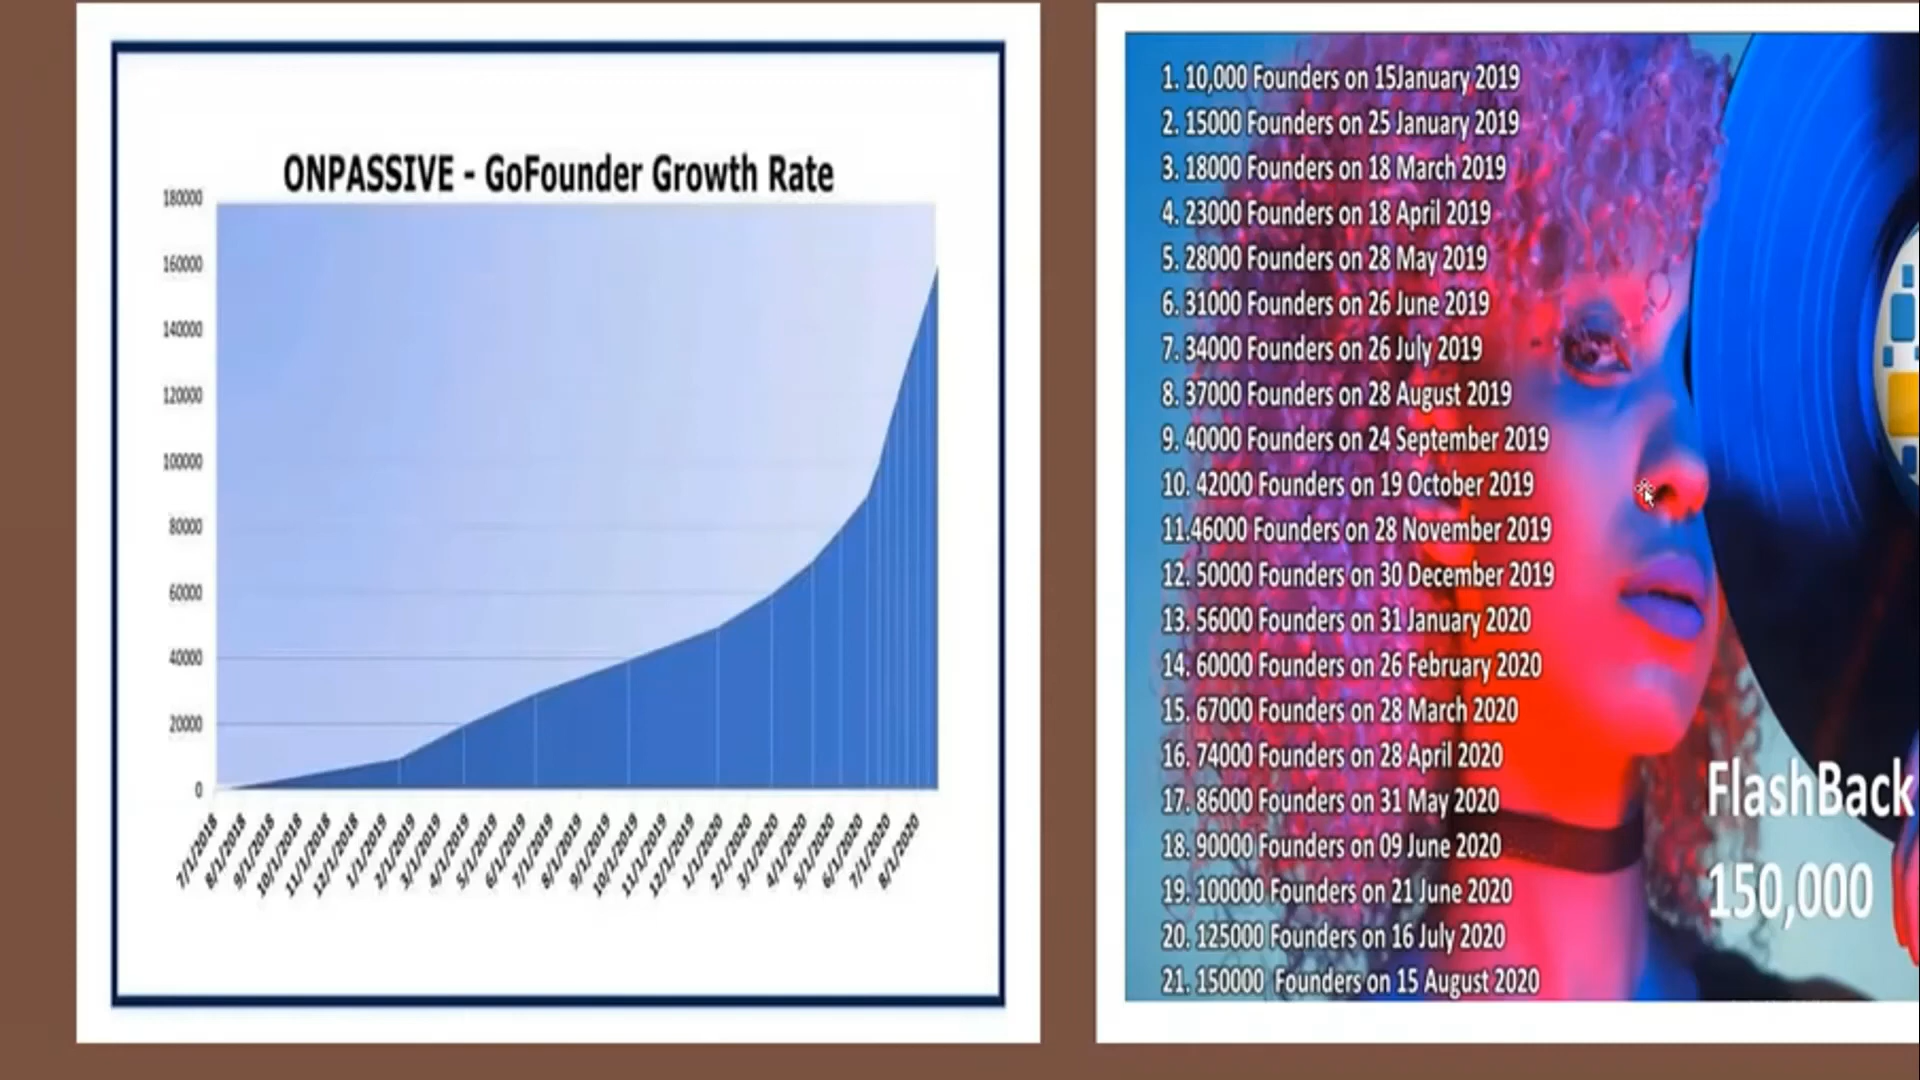 ONPASSIVE - GoFounder Growth Rate
180000
160000
140000
120000
100000
80000
60000
40000
20000
0
7/1/2018
8/1/2018
9/1/2018
10/1/2018
11/1/2018
12/1/2018
1/1/2019
2/1/2019
3/1/2019
4/1/2019
5/1/2019
6/1/2019
7/1/2019
8/1/2019
9/1/2019
10/1/2019
11/1/2019
12/1/2019
1/1/2020
2/1/2020
3/1/2020
4/1/2020
5/1/2020
6/1/2020
7/1/2020
8/1/2020
1. 10,000 Founders on 15January 2019
2. 15000 Founders on 25 January 2019
3. 18000 Founders on 18 March 2019
4. 23000 Founders on 18 April 2019
5. 28000 Founders on 28 May 2019
6. 31000 Founders on 26 June 2019
7. 34000 Founders on 26 July 2019
8. 37000 Founders on 28 August 2019
9. 40000 Founders on 24 September 2019
10. 42000 Founders on 19 October 2019
11.46000 Founders on 28 November 2019
12. 50000 Founders on 30 December 2019
13. 56000 Founders on 31 January 2020
14. 60000 Founders on 26 February 2020
15. 67000 Founders on 28 March 2020
16. 74000 Founders on 28 April 2020
17. 86000 Founders on 31 May 2020
18. 90000 Founders on 09 June 2020
19. 100000 Founders on 21 June 2020
20. 125000 Founders on 16 July 2020
21. 150000 Founders on 15 August 2020
FlashBack
150,000